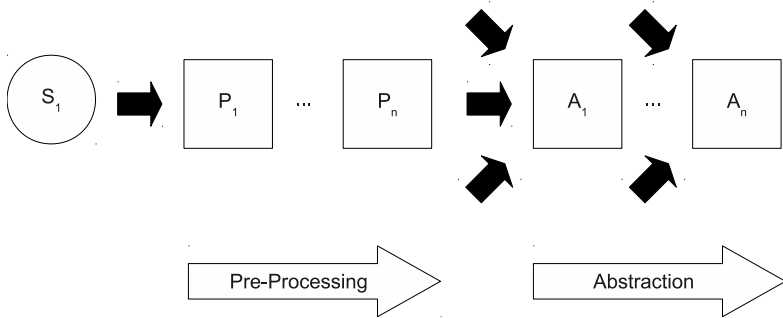 S1
P1 ... Pn
A1 ... An
Pre-Processing
Abstraction